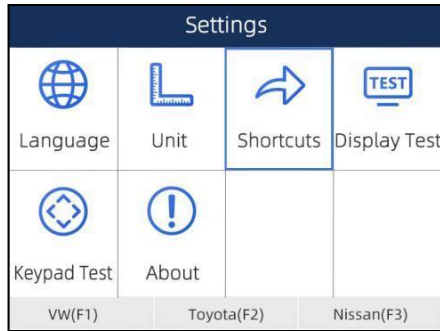 Settings
TEST
Language Unit Shortcuts Display Test
Keypad Test About
VW(F1) Toyota(F2) Nissan(F3)